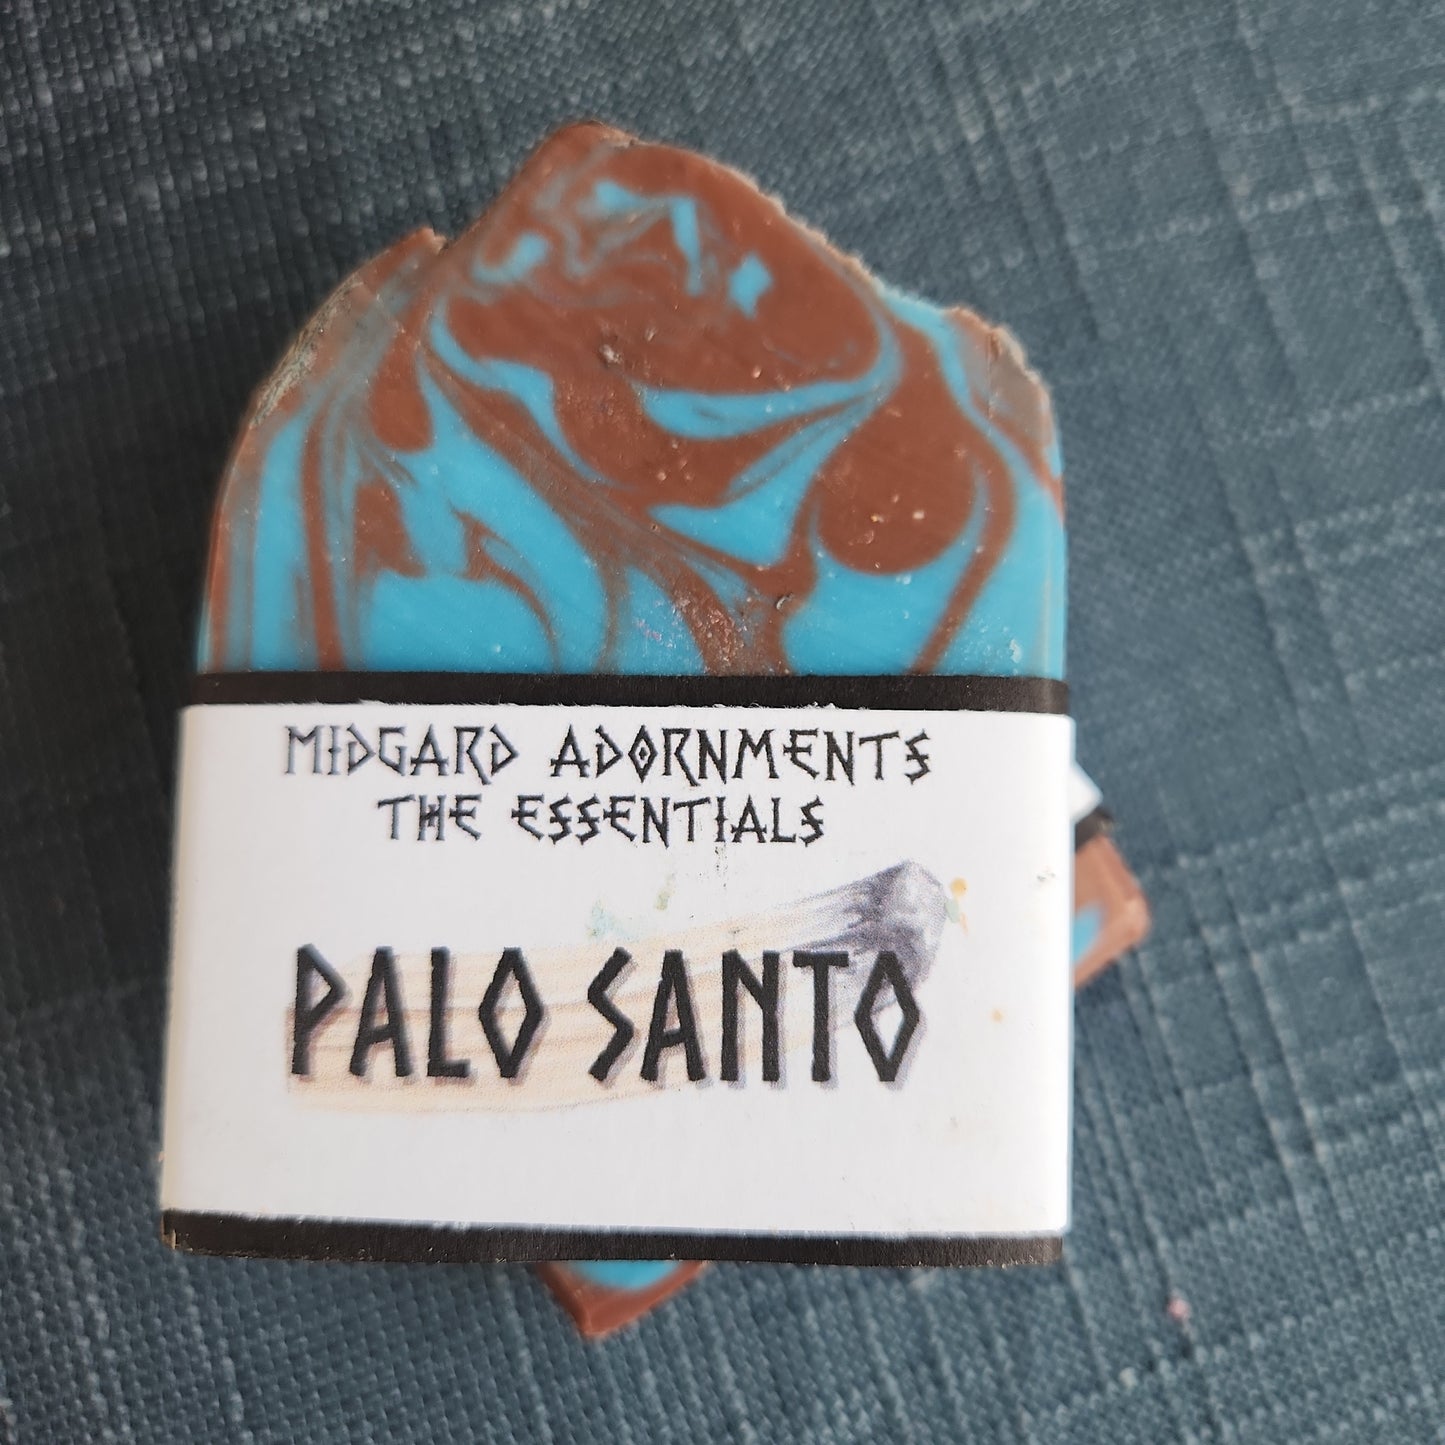 MIDGARD ADORNMENTS
THE ESSENTIALS
PALO SANTO